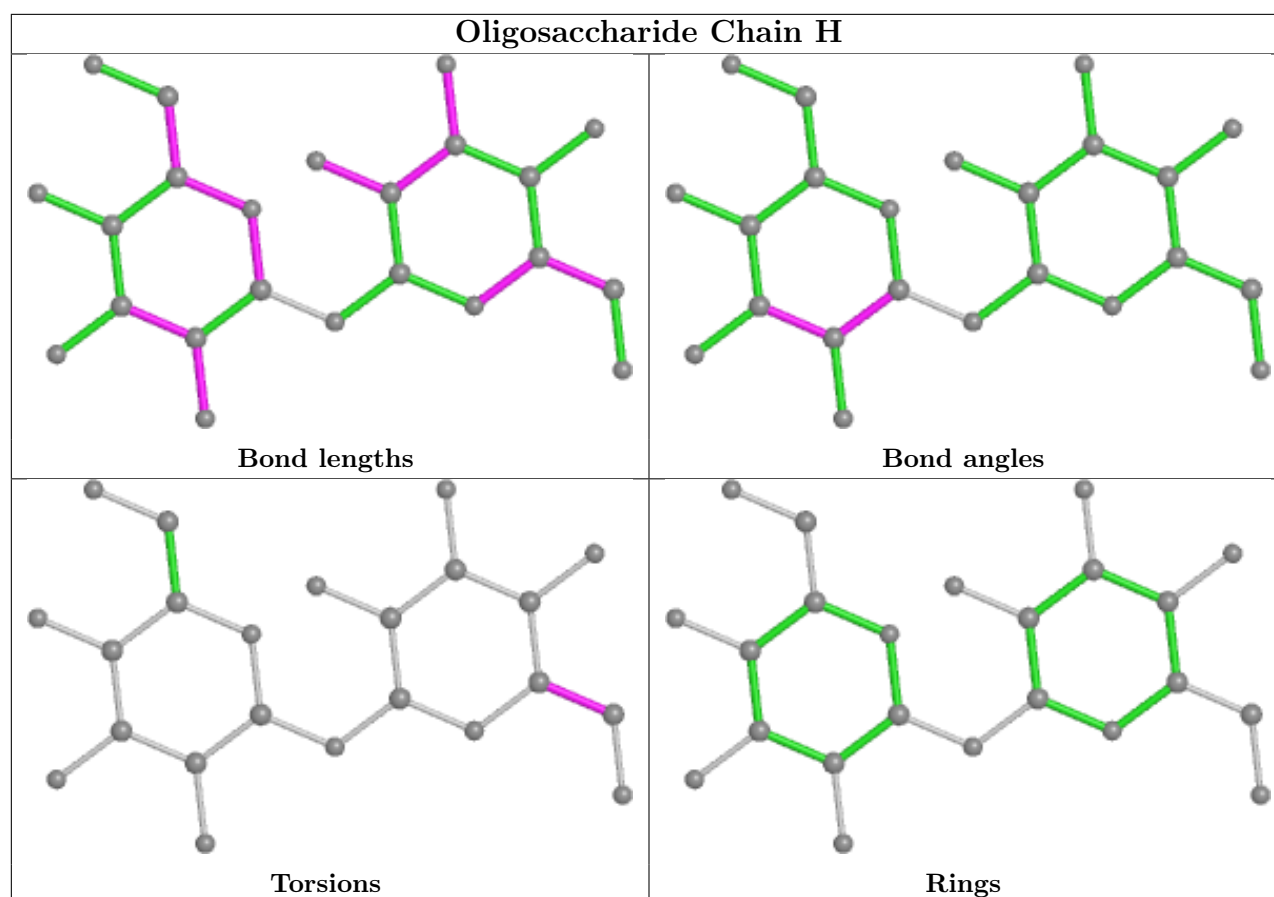 Oligosaccharide Chain H
Bond lengths
Bond angles
Torsions
Rings